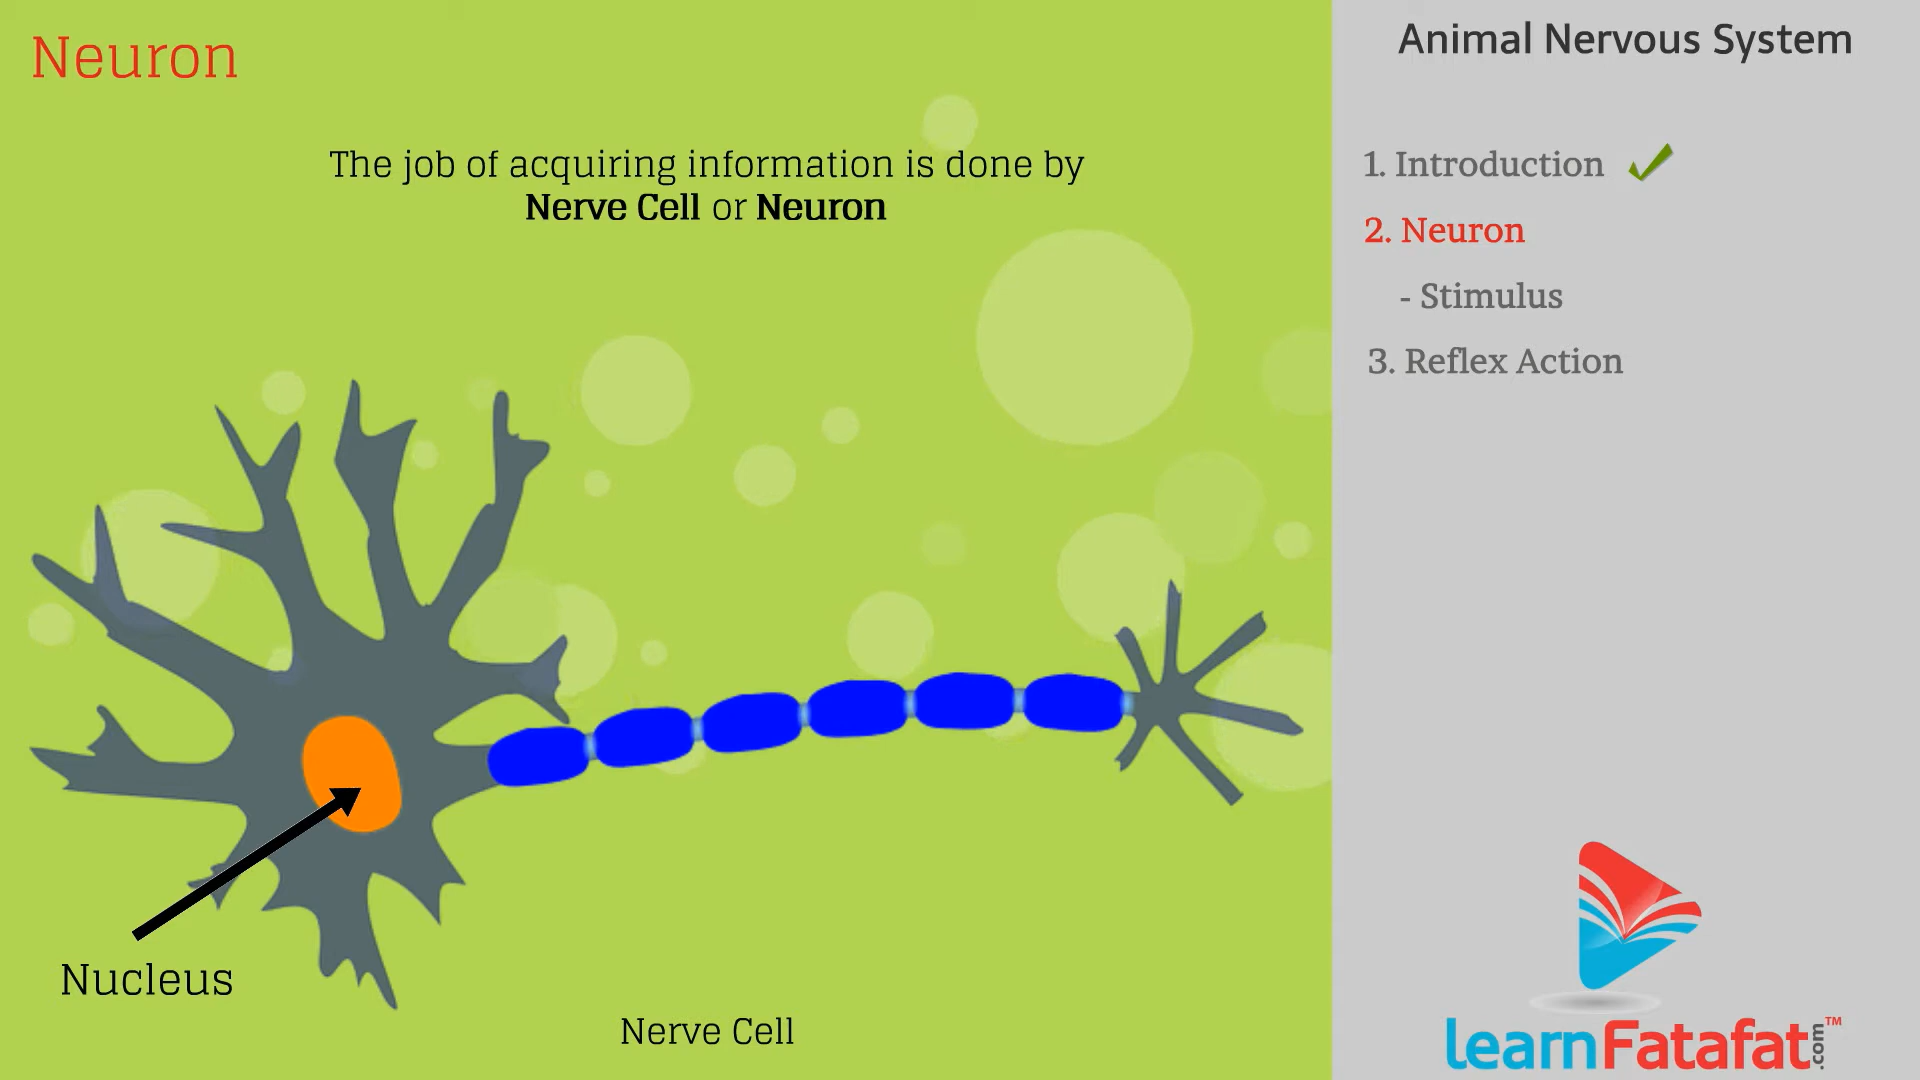 Neuron
The job of acquiring information is done by
Nerve Cell or Neuron
Nucleus
Nerve Cell
Animal Nervous System
1. Introduction
2. Neuron
- Stimulus
3. Reflex Action
learnFatafat.com™